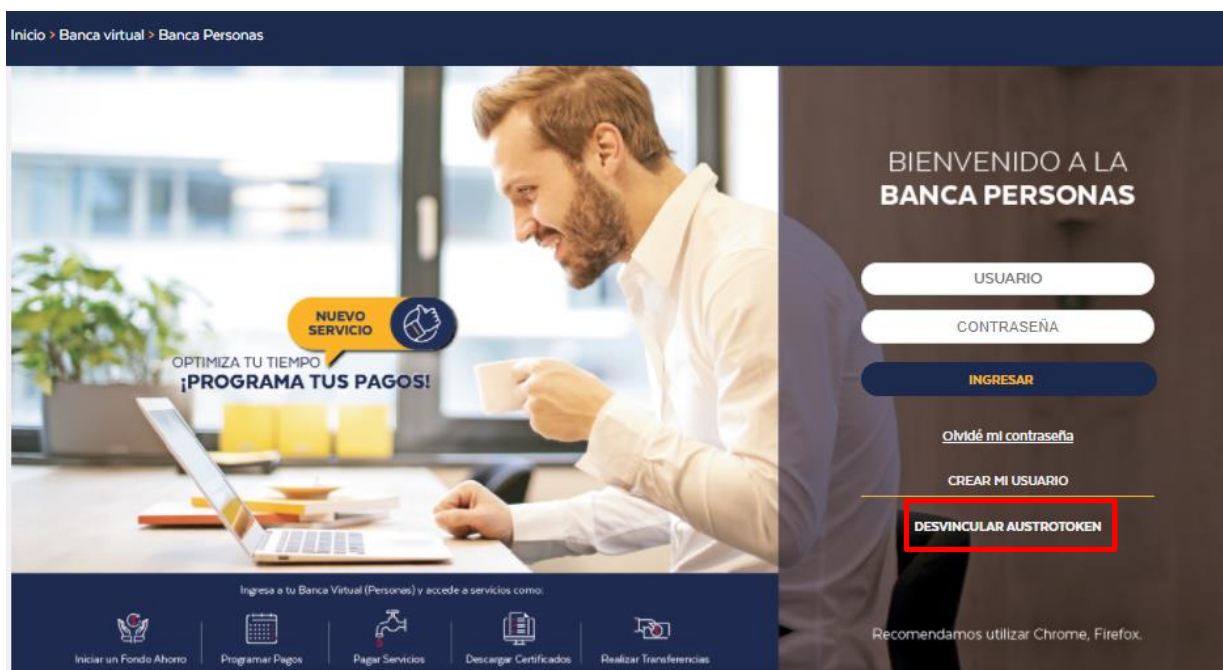 Inicio > Banca virtual > Banca Personas
NUEVO
SERVICIO
OPTIMIZA TU TIEMPO
¡PROGRAMA TUS PAGOS!
Ingresa a tu Banca Virtual (Personas) y accede a servicios como:
Iniciar un Fondo Ahorro
Programar Pagos
Pagar Servicios
Descargar Certificados
Realizar Transferencias
BIENVENIDO A LA
BANCA PERSONAS
USUARIO
CONTRASEÑA
INGRESAR
Olvidé mi contraseña
CREAR MI USUARIO
DESVINCULAR AUSTROTOKEN
Recomendamos utilizar Chrome, Firefox.